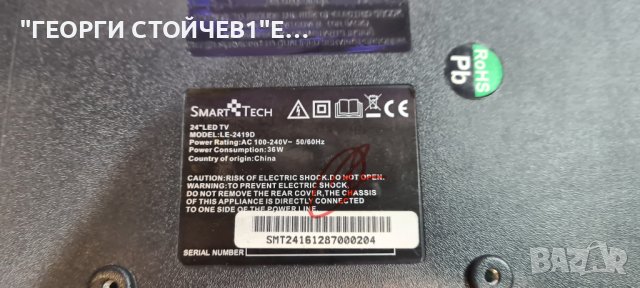 "ГЕОРГИ СТОЙЧЕВ1"Е...
RoHS
Pb
SMART TECH
24"LED TV
MODEL:LE-2419D
Power Rating:AC 100-240V~ 50/60Hz
Power Consumption:36W
Country of origin:China
CAUTION:RISK OF ELECTRIC SHOCK.DO NOT OPEN.
WARNING:TO PREVENT ELECTRIC SHOCK,
DO NOT REMOVE THE REAR COVER,THE CHASSIS
OF THIS APPLIANCE IS DIRECTLY CONNECTED
TO ONE SIDE OF THE POWER LINE.
SMT24161287000204
SERIAL NUMBER
bazar